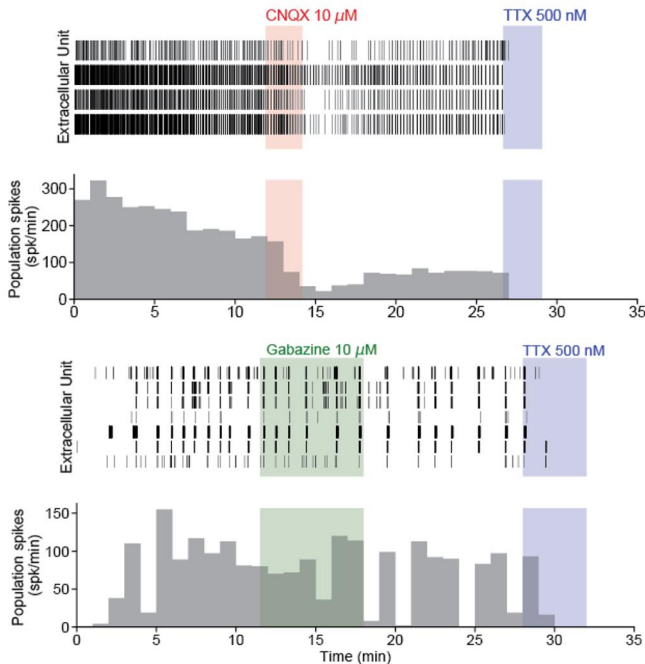 CNQX 10 µM
TTX 500 nM
Extracellular Unit
Population spikes
(spk/min)
300
200
100
0
0
5
10
15
20
25
30
35
Gabazine 10 µM
TTX 500 nM
Extracellular Unit
Population spikes
(spk/min)
150
100
50
0
0
5
10
15
20
25
30
35
Time (min)